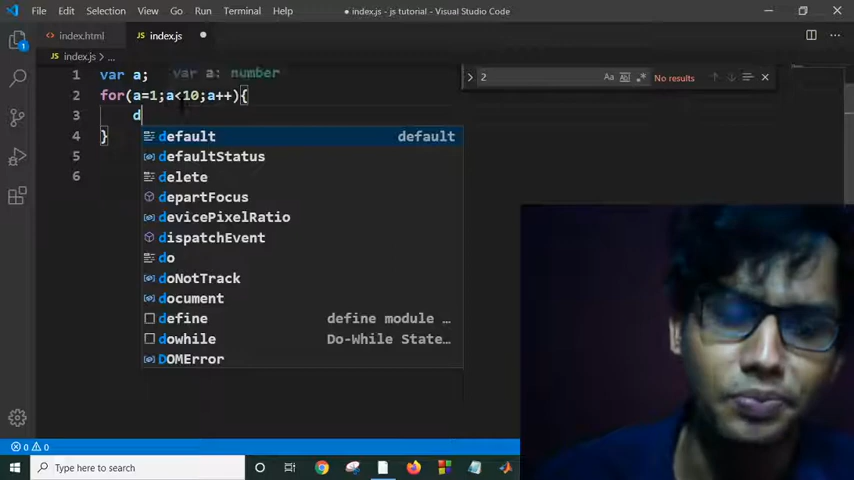 File Edit Selection View Go Run Terminal Help
● index.js - js tutorial - Visual Studio Code
index.html
index.js
index.js > ...
1 var a;
var a: number
2 for(a=1;a<10;a++){
3 d
4 }
5
6
2
Aa ab .*
No results
default default
defaultStatus
delete
departFocus
devicePixelRatio
dispatchEvent
do
doNotTrack
document
define define module …
dowhile Do-While State…
DOMError
1
0 0
Type here to search